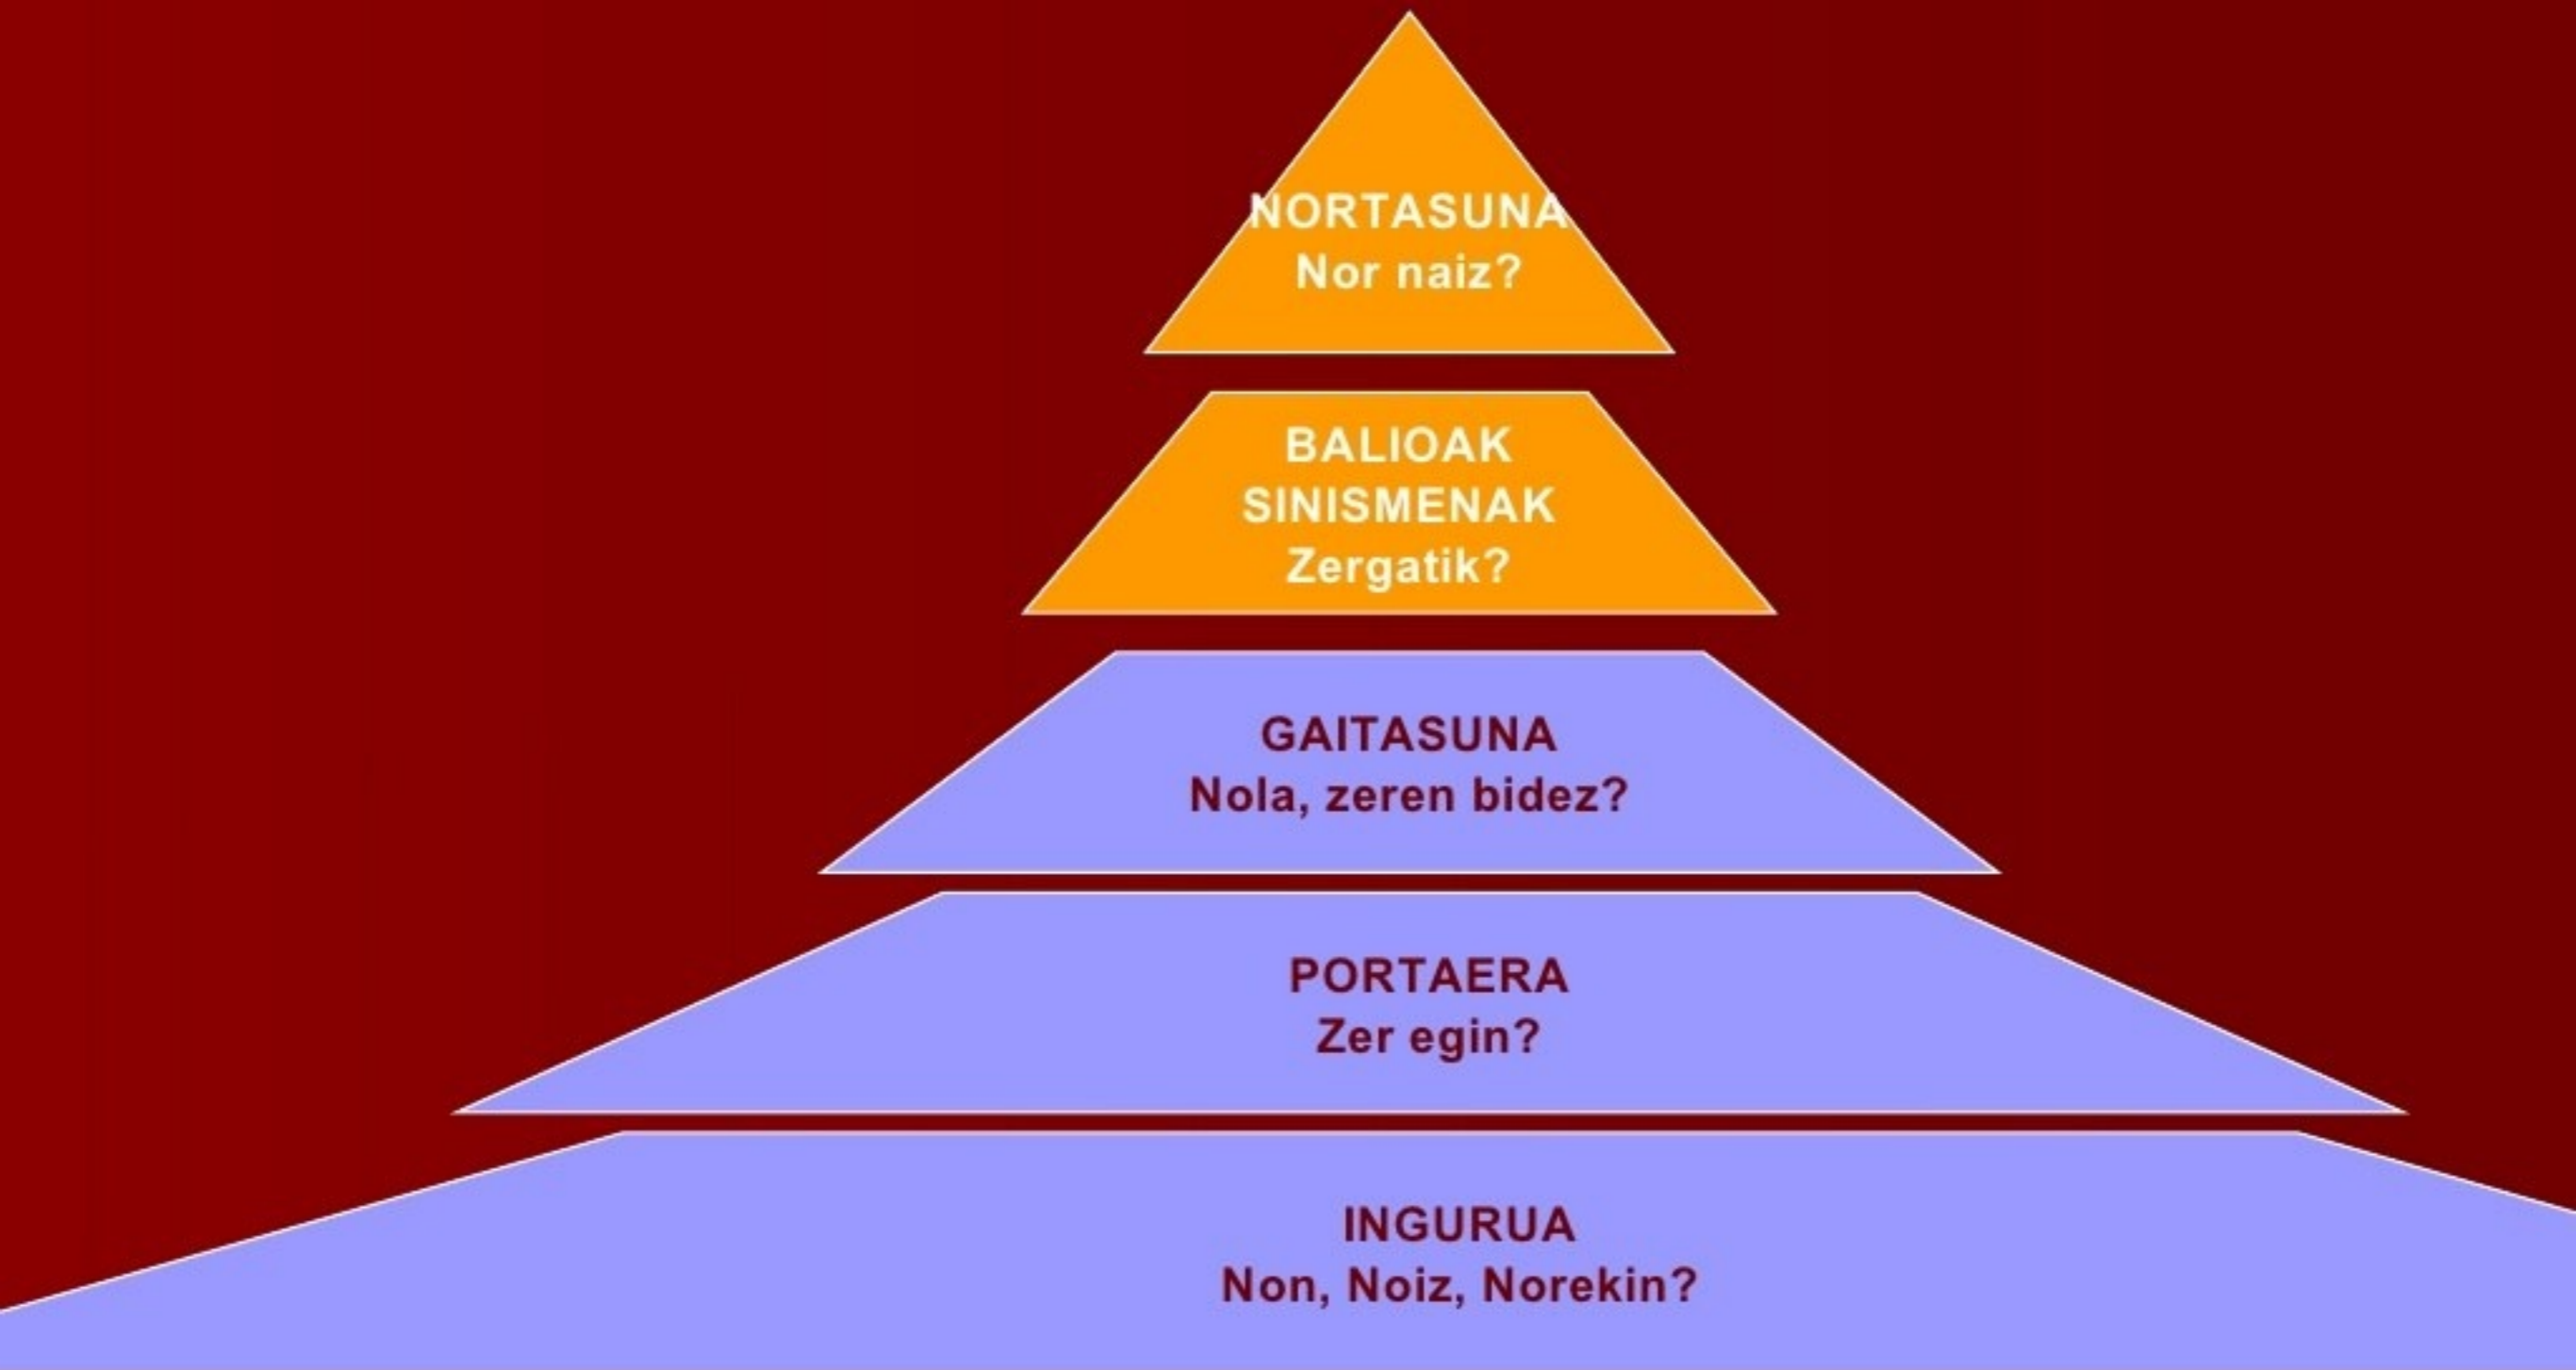 NORTASUNA
Nor naiz?
BALIOAK
SINISMENAK
Zergatik?
GAITASUNA
Nola, zeren bidez?
PORTAERA
Zer egin?
INGURUA
Non, Noiz, Norekin?